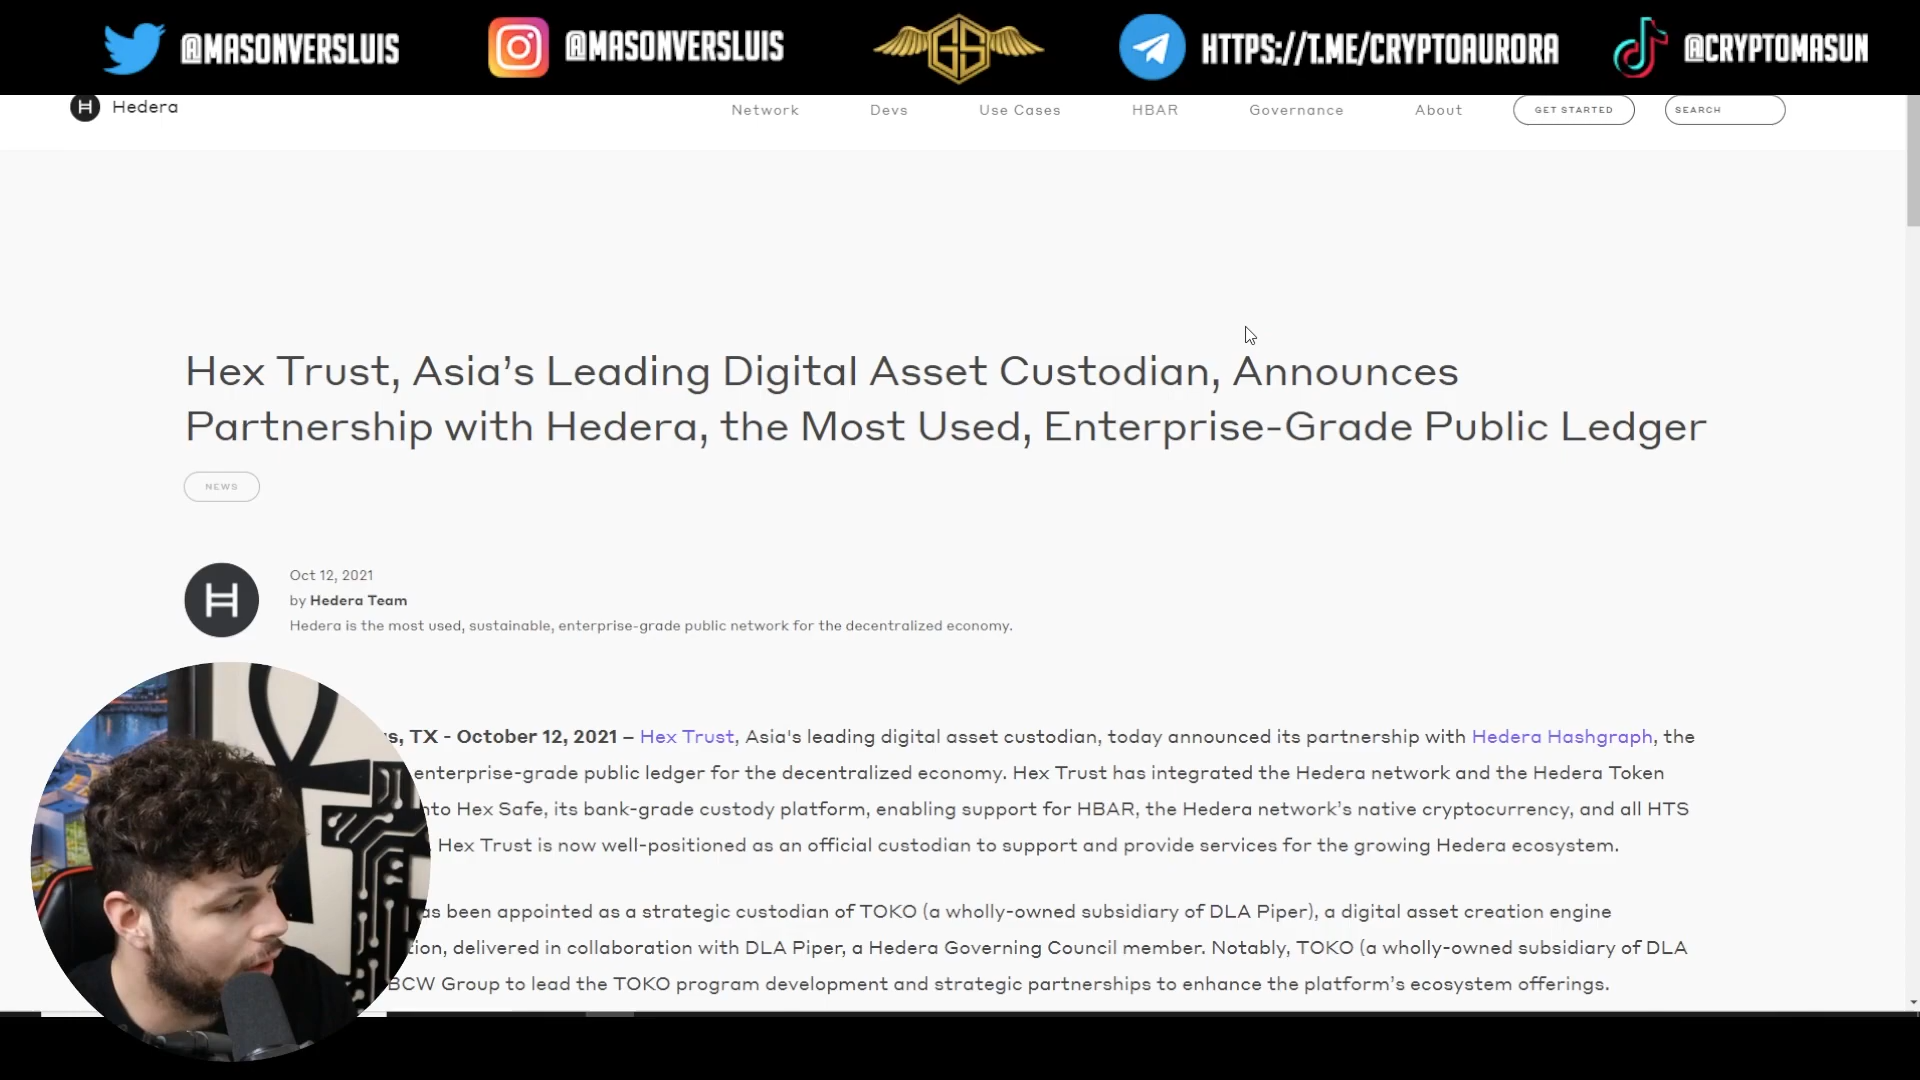 @MASONVERSLUIS
@MASONVERSLUIS
GS
HTTPS://T.ME/CRYPTOAURORA
@CRYPTOMASUN
Hedera
Network Devs Use Cases HBAR Governance About GET STARTED SEARCH
Hex Trust, Asia's Leading Digital Asset Custodian, Announces
Partnership with Hedera, the Most Used, Enterprise-Grade Public Ledger
NEWS
Oct 12, 2021
by Hedera Team
Hedera is the most used, sustainable, enterprise-grade public network for the decentralized economy.
TX - October 12, 2021 – Hex Trust, Asia's leading digital asset custodian, today announced its partnership with Hedera Hashgraph, the
enterprise-grade public ledger for the decentralized economy. Hex Trust has integrated the Hedera network and the Hedera Token
Hex Safe, its bank-grade custody platform, enabling support for HBAR, the Hedera network's native cryptocurrency, and all HTS
Hex Trust is now well-positioned as an official custodian to support and provide services for the growing Hedera ecosystem.
been appointed as a strategic custodian of TOKO (a wholly-owned subsidiary of DLA Piper), a digital asset creation engine
delivered in collaboration with DLA Piper, a Hedera Governing Council member. Notably, TOKO (a wholly-owned subsidiary of DLA
BCW Group to lead the TOKO program development and strategic partnerships to enhance the platform's ecosystem offerings.